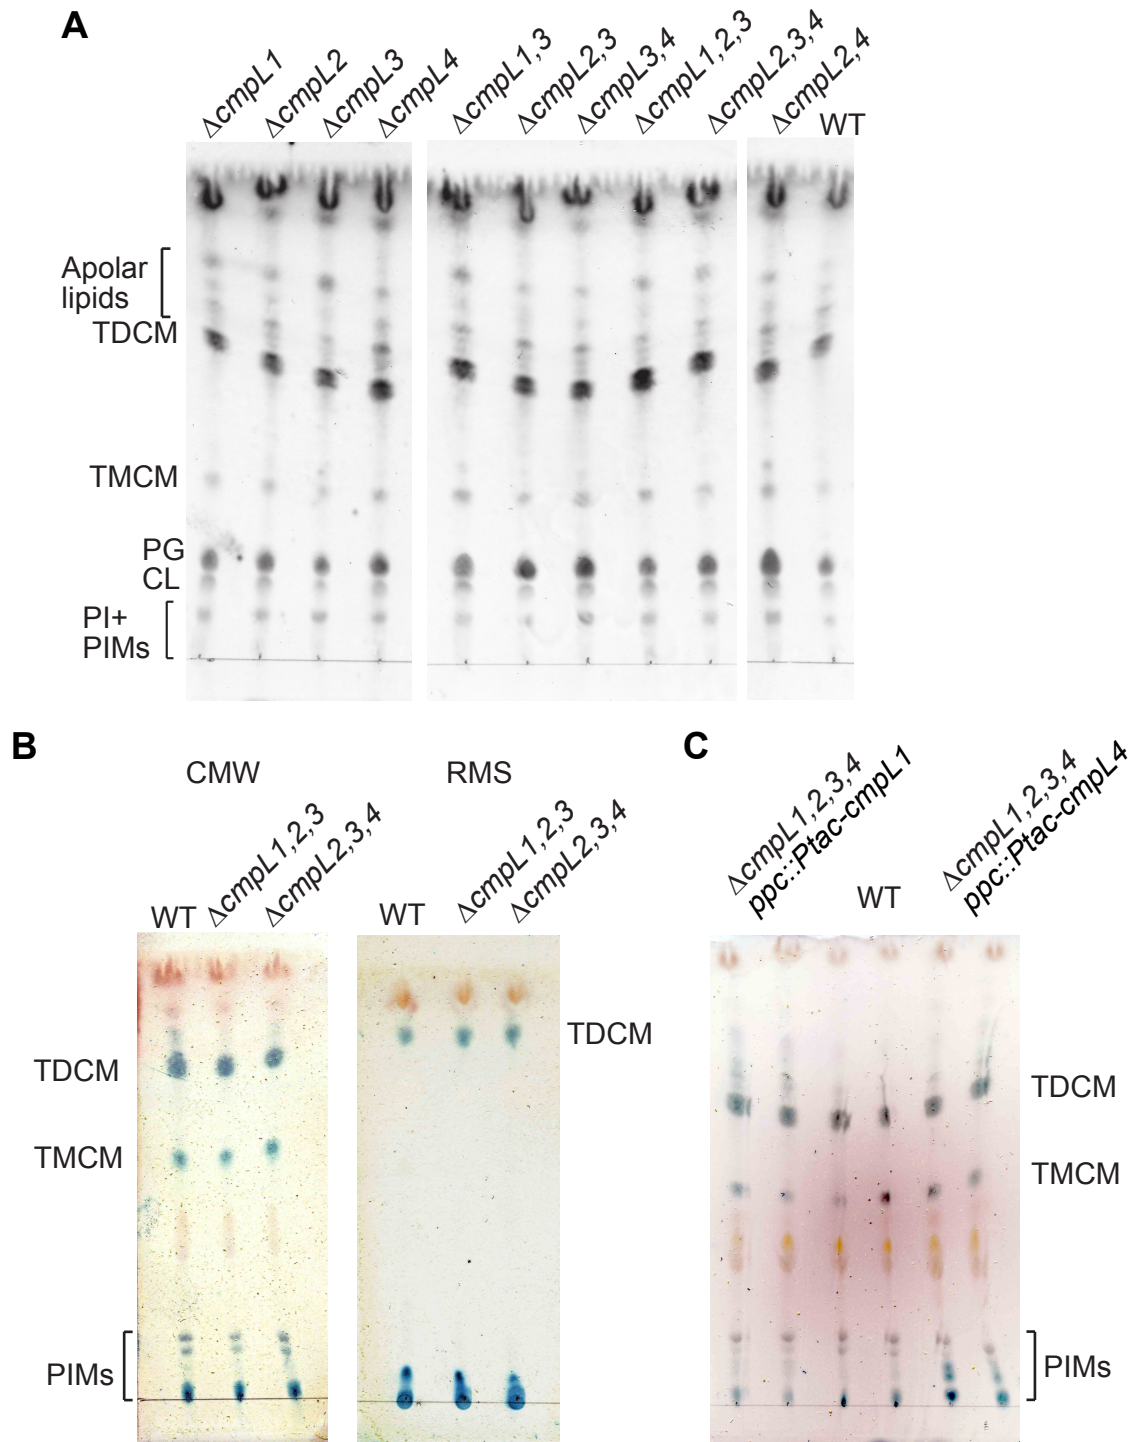 A
ΔcmpL1
ΔcmpL2
ΔcmpL3
ΔcmpL4
ΔcmpL1,3
ΔcmpL2,3
ΔcmpL3,4
ΔcmpL1,2,3
ΔcmpL2,3,4
ΔcmpL2,4
WT
Apolar
lipids
TDCM
TMCM
PG
CL
PI+
PIMs
B
CMW
RMS
WT
ΔcmpL1,2,3
ΔcmpL2,3,4
WT
ΔcmpL1,2,3
ΔcmpL2,3,4
TDCM
TMCM
PIMs
TDCM
C
ΔcmpL1,2,3,4
ppc::Ptac-cmpL1
WT
ΔcmpL1,2,3,4
ppc::Ptac-cmpL4
TDCM
TMCM
PIMs